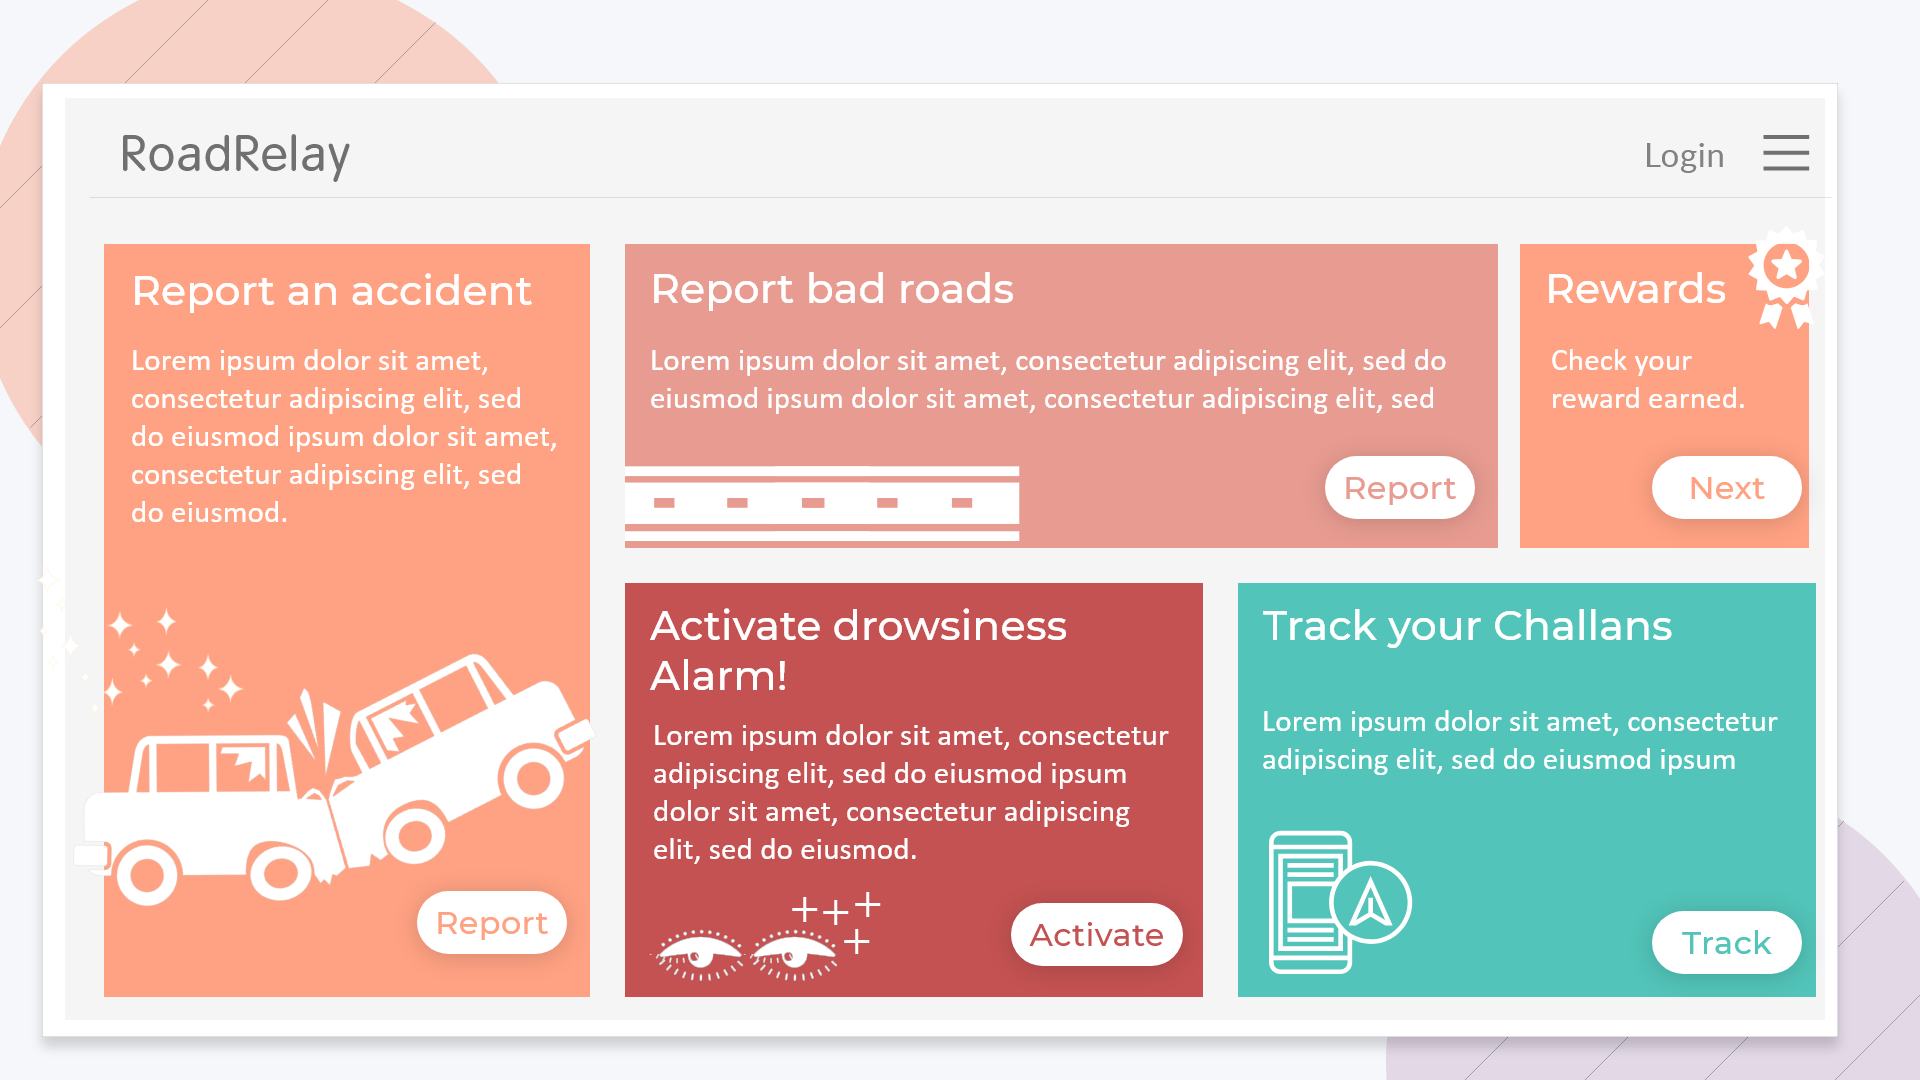 RoadRelay
Login
Report an accident
Lorem ipsum dolor sit amet,
consectetur adipiscing elit, sed
do eiusmod ipsum dolor sit amet,
consectetur adipiscing elit, sed
do eiusmod.
Report
Report bad roads
Lorem ipsum dolor sit amet, consectetur adipiscing elit, sed do
eiusmod ipsum dolor sit amet, consectetur adipiscing elit, sed
Report
Rewards
Check your
reward earned.
Next
Activate drowsiness
Alarm!
Lorem ipsum dolor sit amet, consectetur
adipiscing elit, sed do eiusmod ipsum
dolor sit amet, consectetur adipiscing
elit, sed do eiusmod.
Activate
Track your Challans
Lorem ipsum dolor sit amet, consectetur
adipiscing elit, sed do eiusmod ipsum
Track